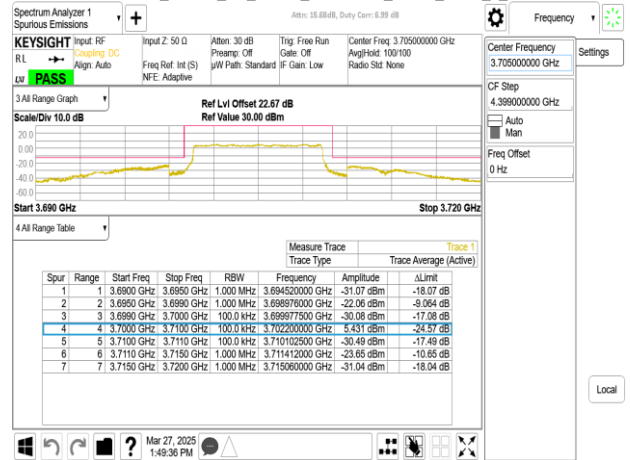 Spectrum Analyzer 1
Spurious Emissions
Attn: 15.68dB, Duty Corr: 6.99 dB
Frequency
KEYSIGHT Input: RF Input Z: 50 Ω Atten: 30 dB Trig: Free Run Center Freq: 3.705000000 GHz
RL Coupling: DC Preamp: Off Gate: Off Avg|Hold: 100/100
Align: Auto Freq Ref: Int (S) µW Path: Standard IF Gain: Low Radio Std: None
NFE: Adaptive
LXI PASS
Center Frequency
3.705000000 GHz
Settings
CF Step
4.399000000 GHz
Auto
Man
Freq Offset
0 Hz
Local
3 All Range Graph
Ref Lvl Offset 22.67 dB
Scale/Div 10.0 dB Ref Value 30.00 dBm
20.0
0.00
-20.0
-40.0
-60.0
Start 3.690 GHz Stop 3.720 GHz
4 All Range Table
Measure Trace Trace 1
Trace Type Trace Average (Active)
Spur Range Start Freq Stop Freq RBW Frequency Amplitude ΔLimit
1 1 3.6900 GHz 3.6950 GHz 1.000 MHz 3.694520000 GHz -31.07 dBm -18.07 dB
2 2 3.6950 GHz 3.6990 GHz 1.000 MHz 3.698976000 GHz -22.06 dBm -9.064 dB
3 3 3.6990 GHz 3.7000 GHz 100.0 kHz 3.699977500 GHz -30.08 dBm -17.08 dB
4 4 3.7000 GHz 3.7100 GHz 100.0 kHz 3.702200000 GHz 5.431 dBm -24.57 dB
5 5 3.7100 GHz 3.7110 GHz 100.0 kHz 3.710102500 GHz -30.49 dBm -17.49 dB
6 6 3.7110 GHz 3.7150 GHz 1.000 MHz 3.711412000 GHz -23.65 dBm -10.65 dB
7 7 3.7150 GHz 3.7200 GHz 1.000 MHz 3.715060000 GHz -31.04 dBm -18.04 dB
Mar 27, 2025
1:49:36 PM